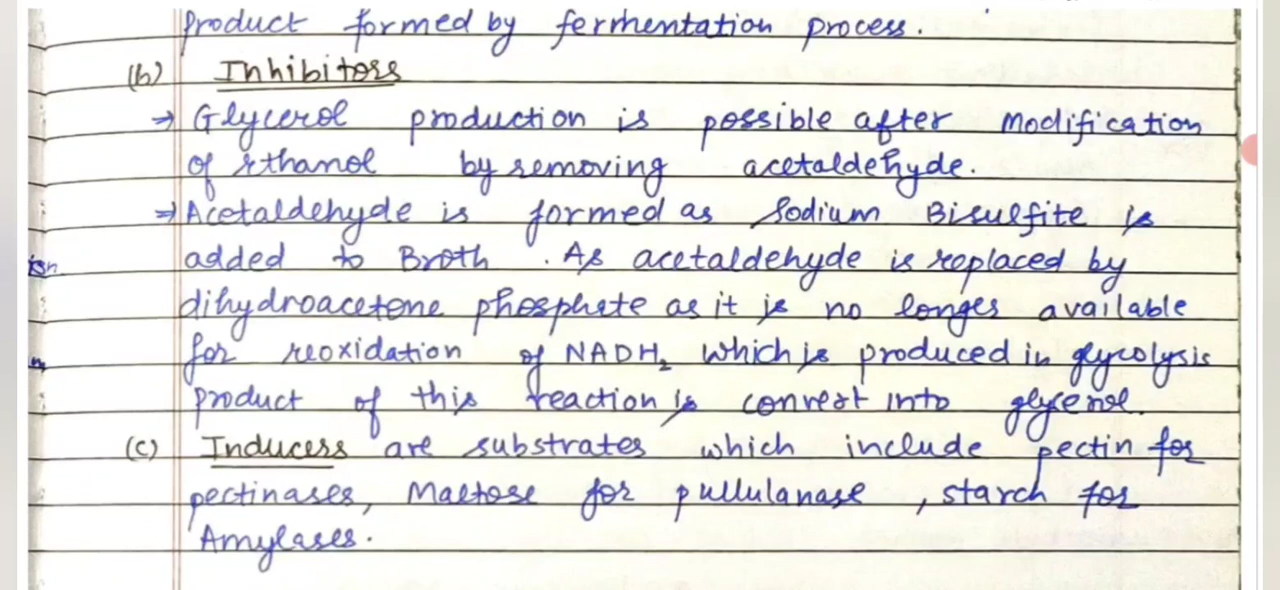 product formed by fermentation process.
(b) Inhibitors
→ Glycerol production is possible after modification
of ethanol by removing acetaldehyde.
⇒ Acetaldehyde is formed as Sodium Bisulfite is
added to Broth . As acetaldehyde is replaced by
dihydroacetone phosphate as it is no longer available
for reoxidation of NADH₂ which is produced in glycolysis
product of this reaction is convert into glycerol.
(c) Inducers are substrates which include pectin for
pectinases, Maltose for pullulanase , starch for
Amylases.